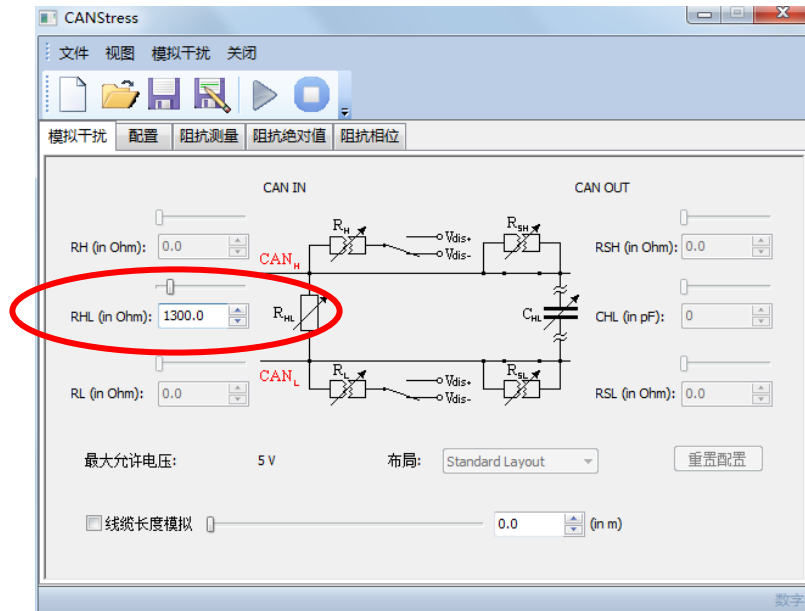 CANStress
文件 视图 模拟干扰 关闭
模拟干扰 配置 阻抗测量 阻抗绝对值 阻抗相位
CAN IN CAN OUT
RH (in Ohm): 0.0 CANH RH Vdis+ Vdis- RSH RSH (in Ohm): 0.0
RHL (in Ohm): 1300.0 RHL CHL CHL (in pF): 0
RL (in Ohm): 0.0 CANL RL Vdis+ Vdis- RSL RSL (in Ohm): 0.0
最大允许电压: 5 V 布局: Standard Layout 重置配置
线缆长度模拟 0.0 (in m)
数字